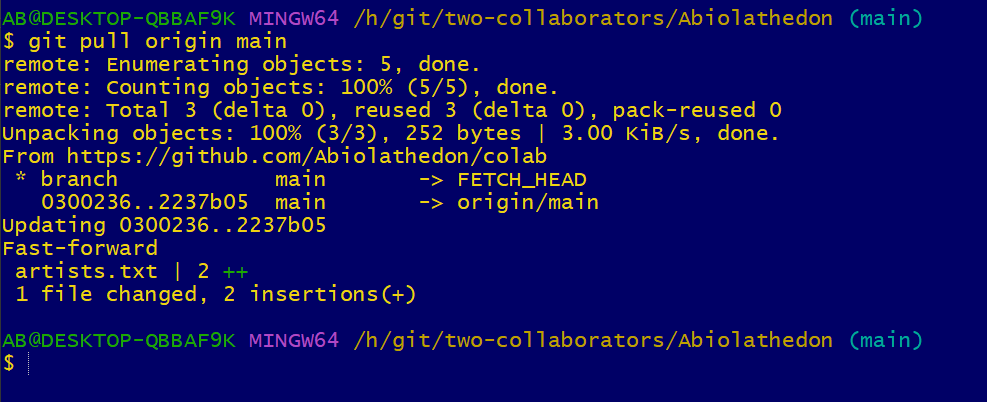 AB@DESKTOP-QBBAF9K MINGW64 /h/git/two-collaborators/Abiolathedon (main)
$ git pull origin main
remote: Enumerating objects: 5, done.
remote: Counting objects: 100% (5/5), done.
remote: Total 3 (delta 0), reused 3 (delta 0), pack-reused 0
Unpacking objects: 100% (3/3), 252 bytes | 3.00 KiB/s, done.
From https://github.com/Abiolathedon/colab
 * branch            main       -> FETCH_HEAD
   0300236..2237b05  main       -> origin/main
Updating 0300236..2237b05
Fast-forward
 artists.txt | 2 ++
 1 file changed, 2 insertions(+)
AB@DESKTOP-QBBAF9K MINGW64 /h/git/two-collaborators/Abiolathedon (main)
$